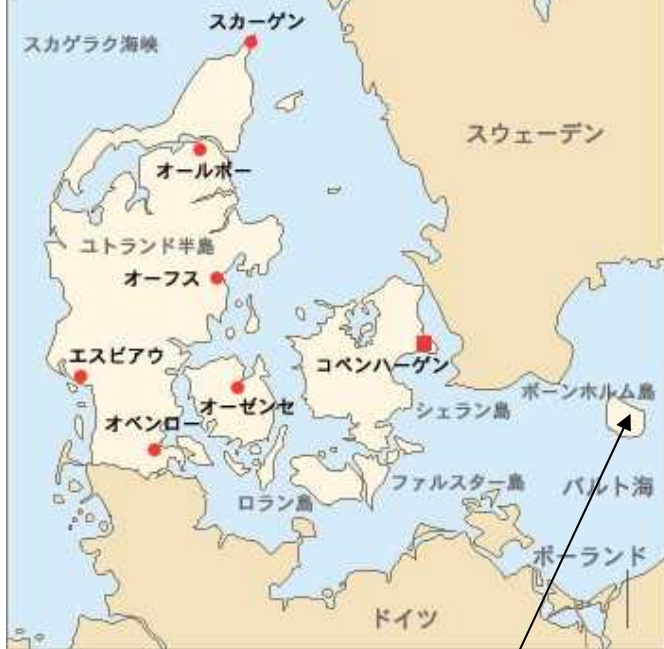 スカーゲン
スカゲラク海峡
スウェーデン
オールボー
ユトランド半島
オーフス
エスビアウ
コペンハーゲン
ボーンホルム島
オーゼンセ
シェラン島
オベンロー
ファルスター島
バルト海
ロラン島
ポーランド
ドイツ